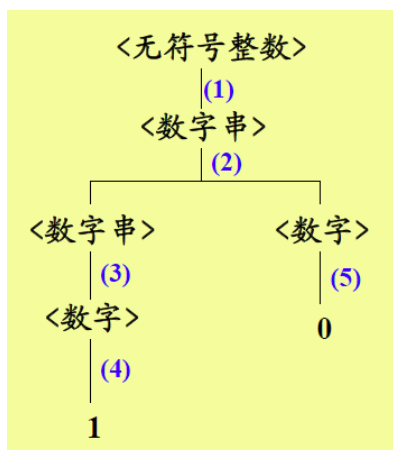 <无符号整数>
(1)
<数字串>
(2)
<数字串> <数字>
(3) (5)
<数字> 0
(4)
1